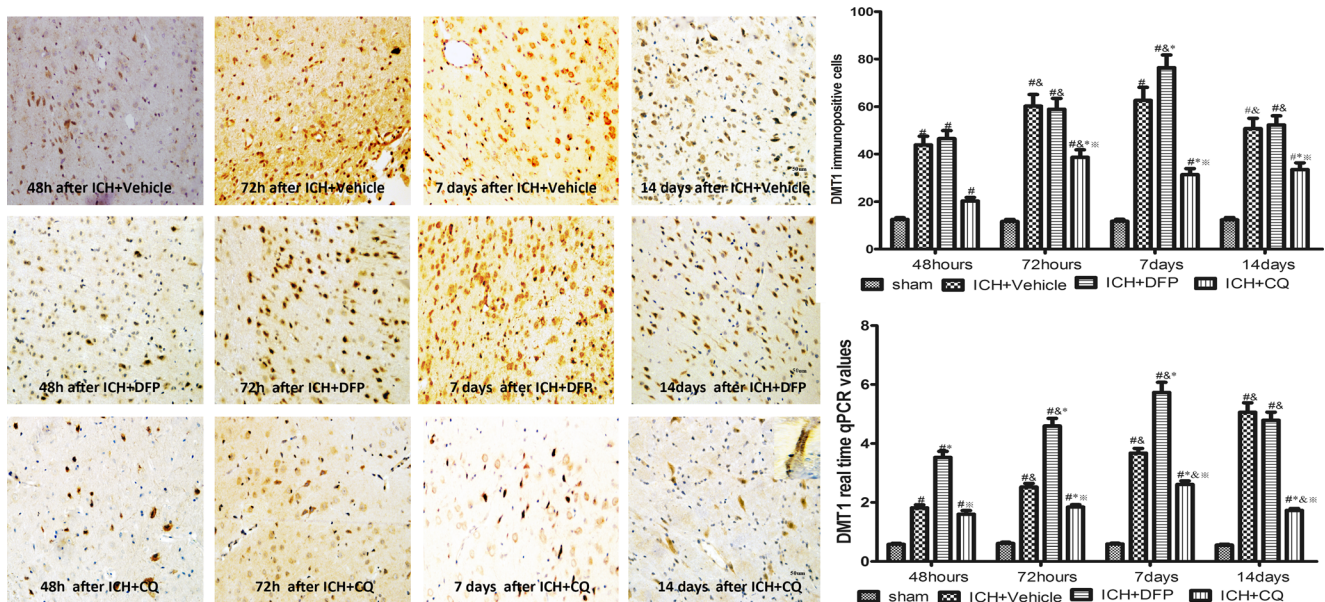 48h after ICH+Vehicle
72h after ICH+Vehicle
7 days after ICH+Vehicle
14 days after ICH+Vehicle
50um
48h after ICH+DFP
72h after ICH+DFP
7 days after ICH+DFP
14days after ICH+DFP
50um
48h after ICH+CQ
72h after ICH+CQ
7 days after ICH+CQ
14 days after ICH+CQ
50um
DMT1 immunopositive cells
100
80
60
40
20
0
# # #
#& #& #&*※
# #&* #*※
#& #& #*※
48hours 72hours 7days 14days
sham ICH+Vehicle ICH+DFP ICH+CQ
DMT1 real time qPCR values
8
6
4
2
0
# #* #※
#& #&* #*※
#& #&* #*&※
#& #& #*&※
48hours 72hours 7days 14days
sham ICH+Vehicle ICH+DFP ICH+CQ